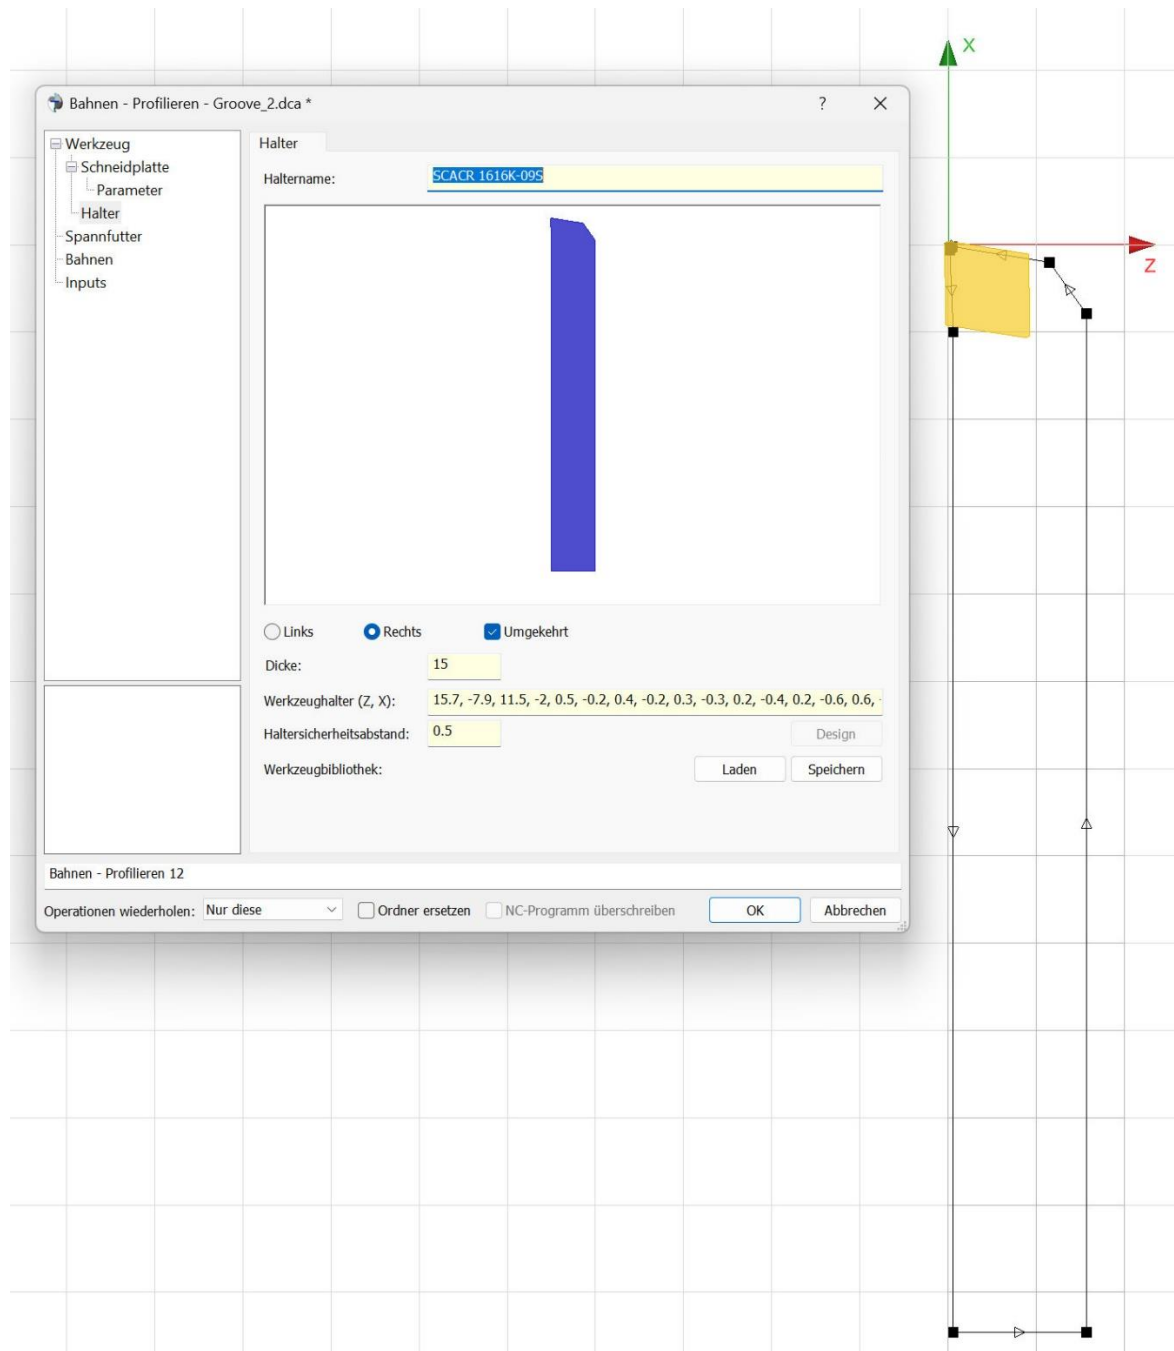 X
Bahnen - Profilieren - Groove_2.dca *
?
Werkzeug
Schneidplatte
Parameter
Halter
Spannfutter
Bahnen
Inputs
Halter
Haltername: SCACR 1616K-09S
Z
Links Rechts Umgekehrt
Dicke: 15
Werkzeughalter (Z, X): 15.7, -7.9, 11.5, -2, 0.5, -0.2, 0.4, -0.2, 0.3, -0.3, 0.2, -0.4, 0.2, -0.6, 0.6, -
Haltersicherheitsabstand: 0.5 Design
Werkzeugbibliothek: Laden Speichern
Bahnen - Profilieren 12
Operationen wiederholen: Nur diese Ordner ersetzen NC-Programm überschreiben OK Abbrechen